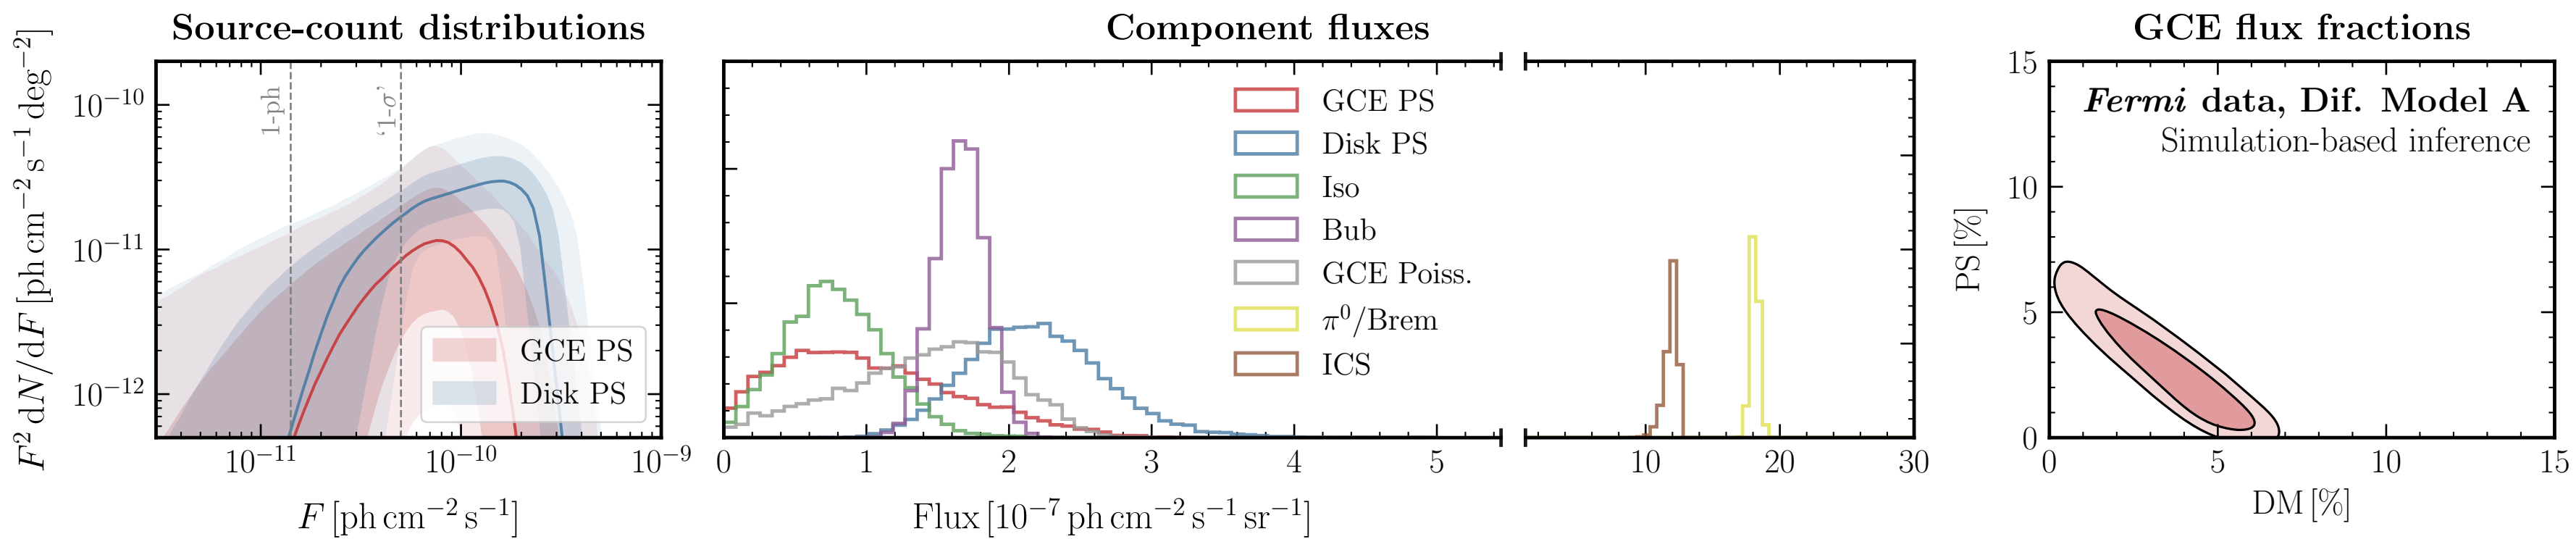 Source-count distributions
F² dN/dF [ph cm⁻² s⁻¹ deg⁻²]
10⁻¹⁰
10⁻¹¹
10⁻¹²
1-ph
‘1-σ’
GCE PS
Disk PS
10⁻¹¹ 10⁻¹⁰ 10⁻⁹
F [ph cm⁻² s⁻¹]
Component fluxes
GCE PS
Disk PS
Iso
Bub
GCE Poiss.
π⁰/Brem
ICS
0 1 2 3 4 5 10 20 30
Flux [10⁻⁷ ph cm⁻² s⁻¹ sr⁻¹]
GCE flux fractions
Fermi data, Dif. Model A
Simulation-based inference
PS [%]
15
10
5
0
0 5 10 15
DM [%]